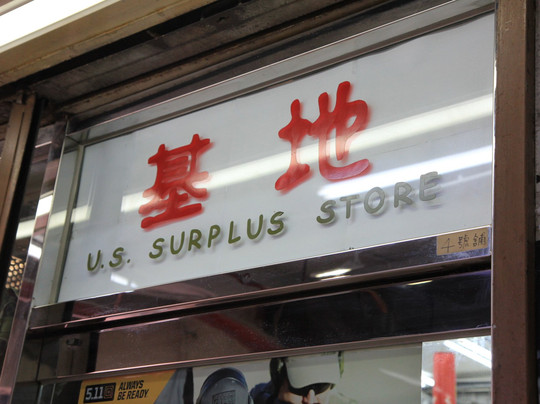 基地
U.S. SURPLUS STORE
十號舖
5.11 ALWAYS
BE READY